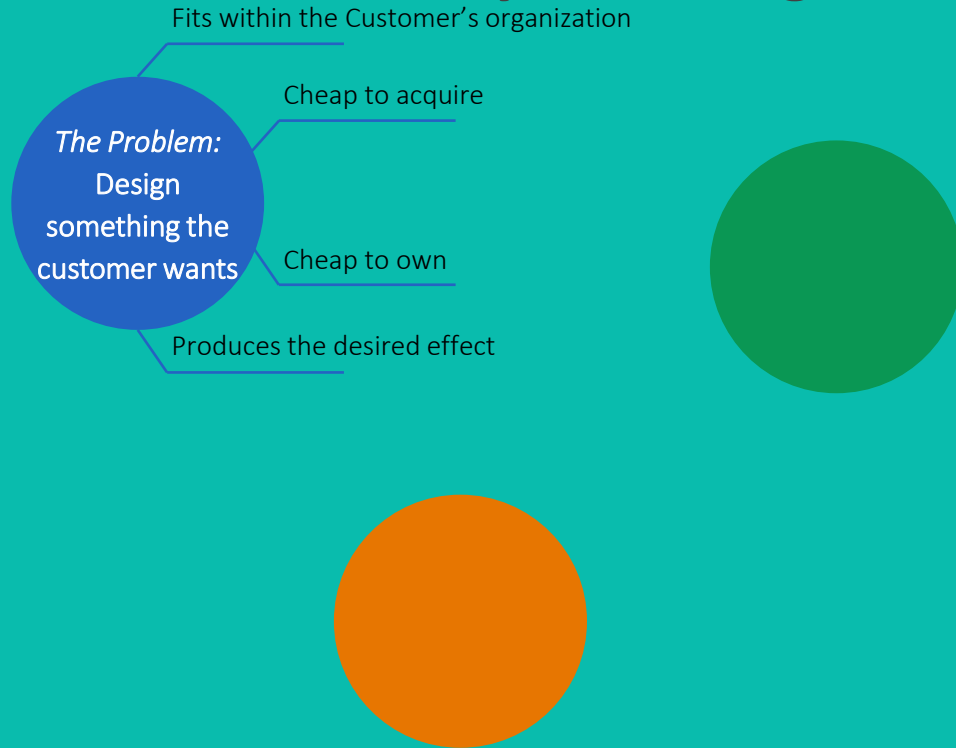 Fits within the Customer’s organization
Cheap to acquire
The Problem:
Design
something the
customer wants
Cheap to own
Produces the desired effect